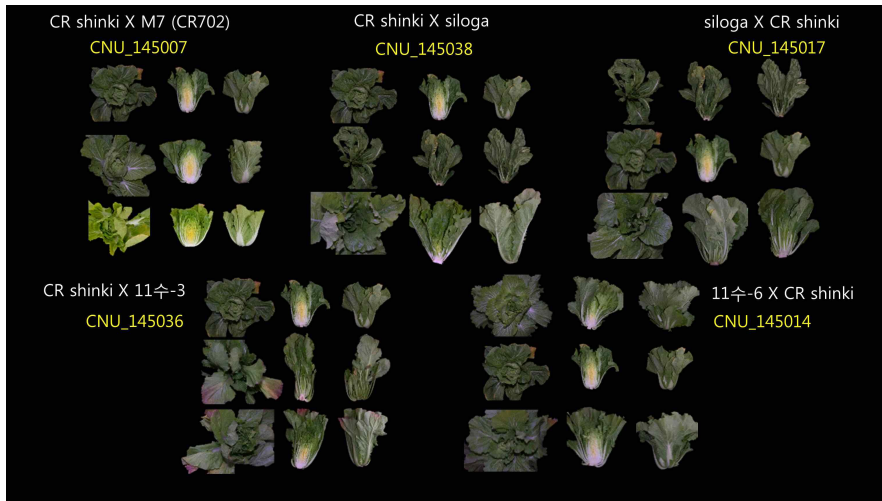 CR shinki X M7 (CR702)
CNU_145007
CR shinki X siloga
CNU_145038
siloga X CR shinki
CNU_145017
CR shinki X 11수-3
CNU_145036
11수-6 X CR shinki
CNU_145014